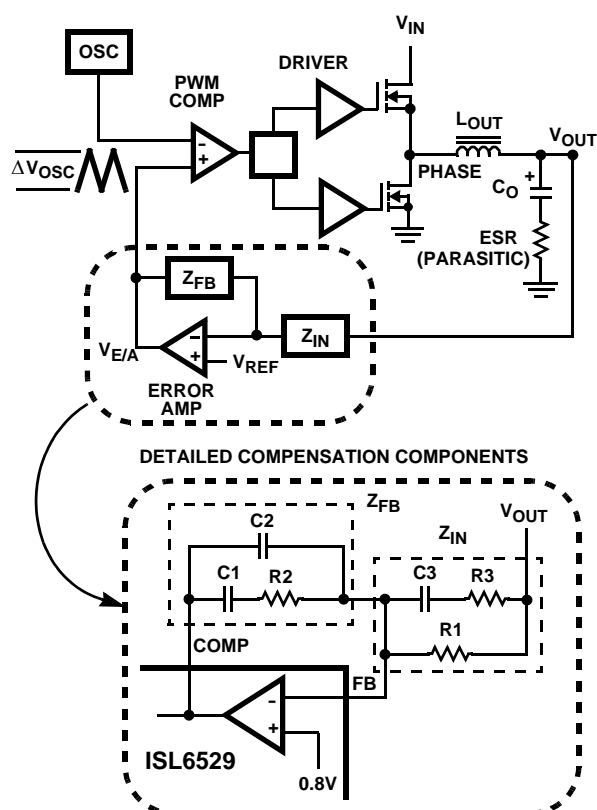 V_IN
OSC
DRIVER
PWM
COMP
L_OUT
V_OUT
-
+
ΔV_OSC
PHASE
+
C_O
ESR
(PARASITIC)
Z_FB
-
+
Z_IN
V_E/A
V_REF
ERROR
AMP
DETAILED COMPENSATION COMPONENTS
Z_FB
C2
V_OUT
Z_IN
C1
R2
C3
R3
R1
COMP
FB
-
+
ISL6529
0.8V